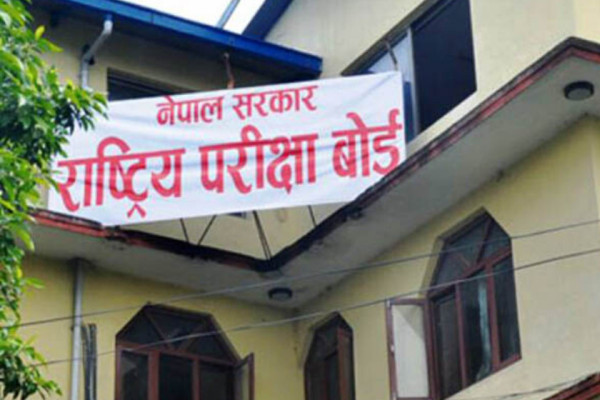 नेपाल सरकार
राष्ट्रिय परीक्षा बोर्ड